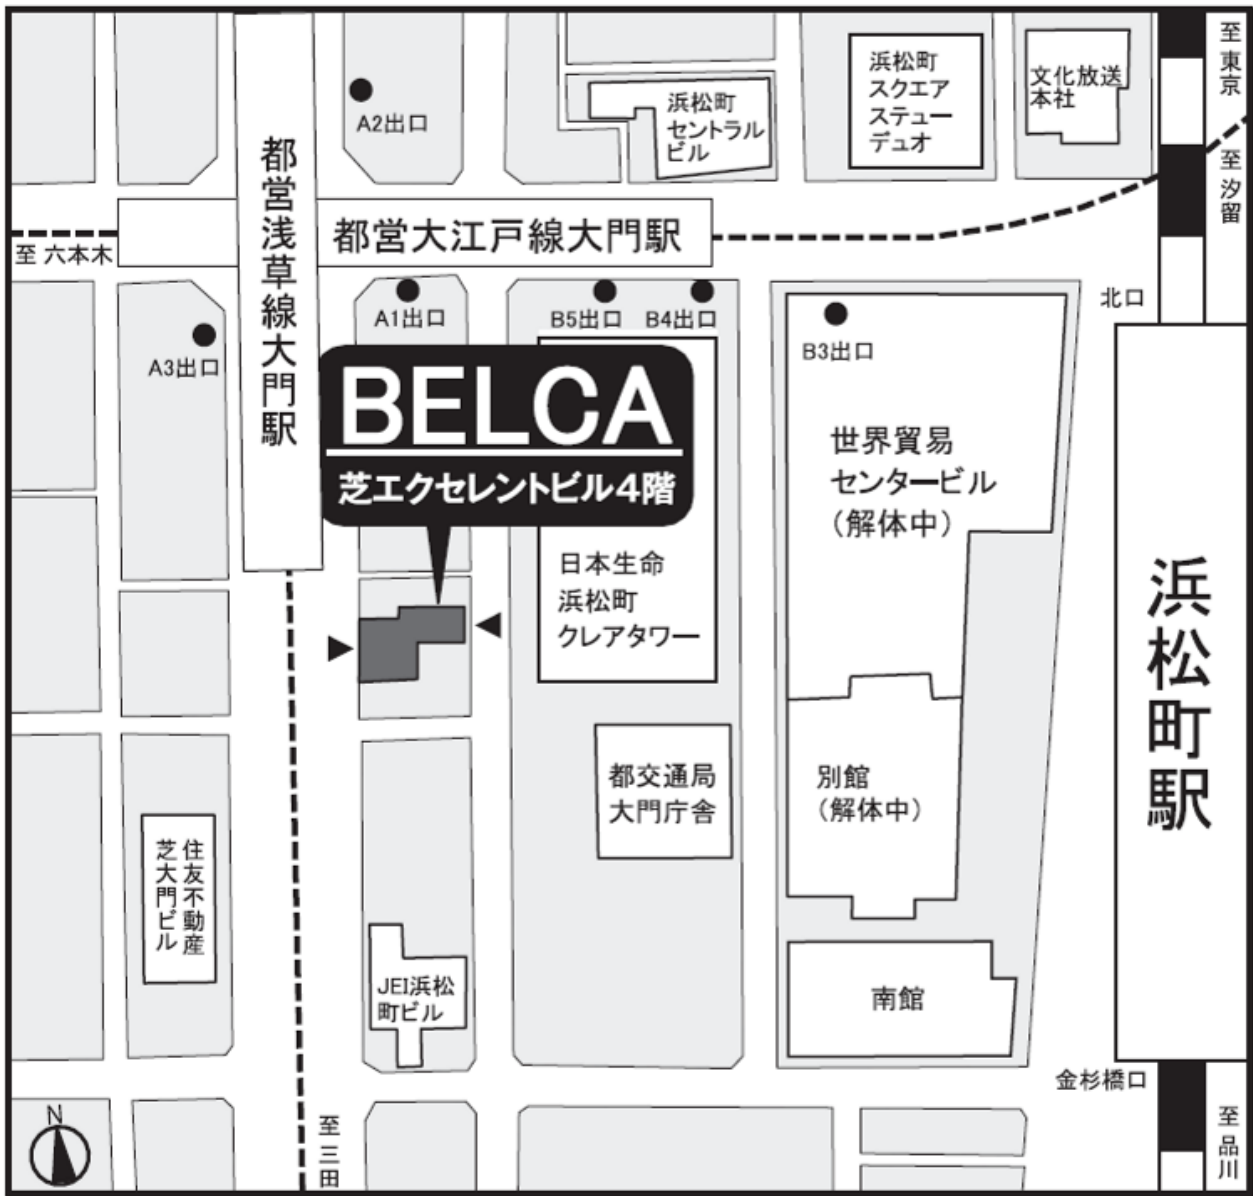 至東京
至汐留
浜松町
スクエア
ステュー
デュオ
文化放送
本社
浜松町
セントラル
ビル
A2出口
都営浅草線大門駅
都営大江戸線大門駅
至 六本木
北口
A1出口
B5出口
B4出口
B3出口
A3出口
BELCA
芝エクセレントビル4階
世界貿易
センタービル
(解体中)
日本生命
浜松町
クレアタワー
浜松町駅
都交通局
大門庁舎
別館
(解体中)
住友不動産
芝大門ビル
JEI浜松
町ビル
南館
金杉橋口
N
至三田
至品川